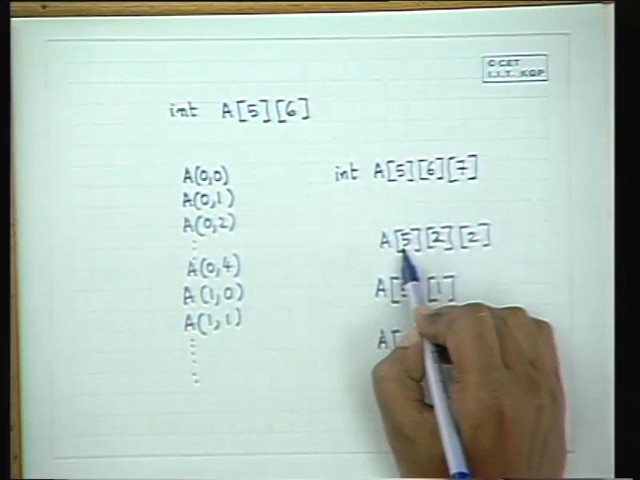 © CET
I.I.T. KGP
int A[5][6]
A(0,0)
A(0,1)
A(0,2)
:
A(0,4)
A(1,0)
A(1,1)
:
:
int A[5][6][7]
A[5][2][2]
A[5][1]
A[